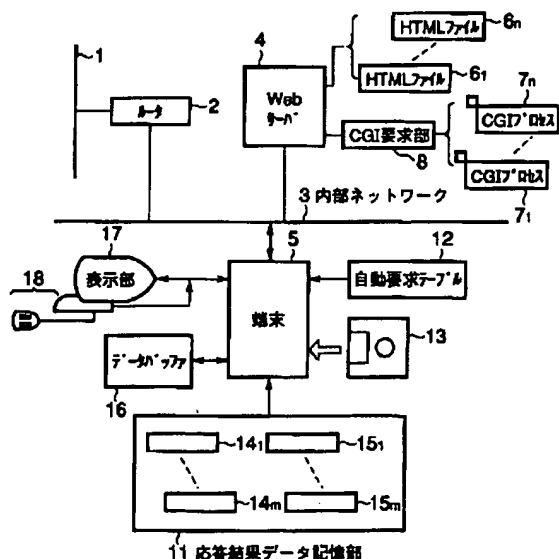 HTMLファイル 6n
1
4
HTMLファイル 61
ルータ 2
Web
サーバ
7n
CGIプロセス
CGI要求部
8
CGIプロセス
71
3 内部ネットワーク
17
5
12
表示部
18
端末
自動要求テーブル
13
データバッファ
16
141 151
14m 15m
11 応答結果データ記憶部